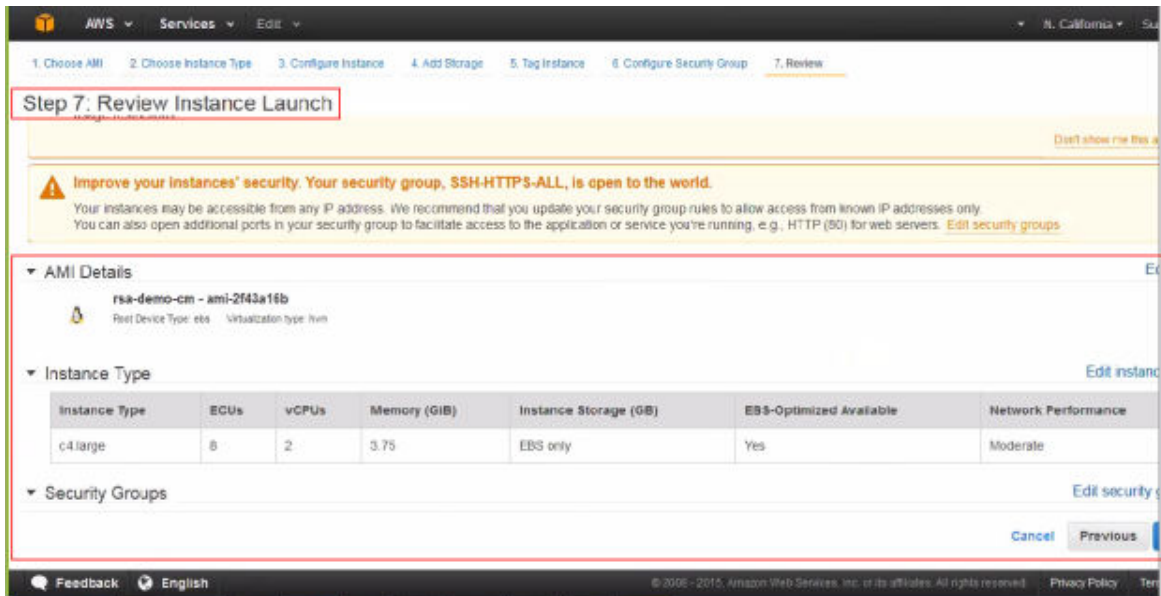 AWS Services Edit N. California Su
1. Choose AMI 2. Choose Instance Type 3. Configure Instance 4. Add Storage 5. Tag Instance 6. Configure Security Group 7. Review
Step 7: Review Instance Launch
Don't show me this a
Improve your instances' security. Your security group, SSH-HTTPS-ALL, is open to the world.
Your instances may be accessible from any IP address. We recommend that you update your security group rules to allow access from known IP addresses only.
You can also open additional ports in your security group to facilitate access to the application or service you're running, e.g., HTTP (80) for web servers. Edit security groups
AMI Details Ed
rsa-demo-cm - ami-2f43a16b
Root Device Type: ebs Virtualization type: hvm
Instance Type Edit instanc
Instance Type ECUs vCPUs Memory (GiB) Instance Storage (GB) EBS-Optimized Available Network Performance
c4.large 8 2 3.75 EBS only Yes Moderate
Security Groups Edit security g
Cancel Previous
Feedback English © 2008 - 2015, Amazon Web Services, Inc. or its affiliates. All rights reserved. Privacy Policy Ter